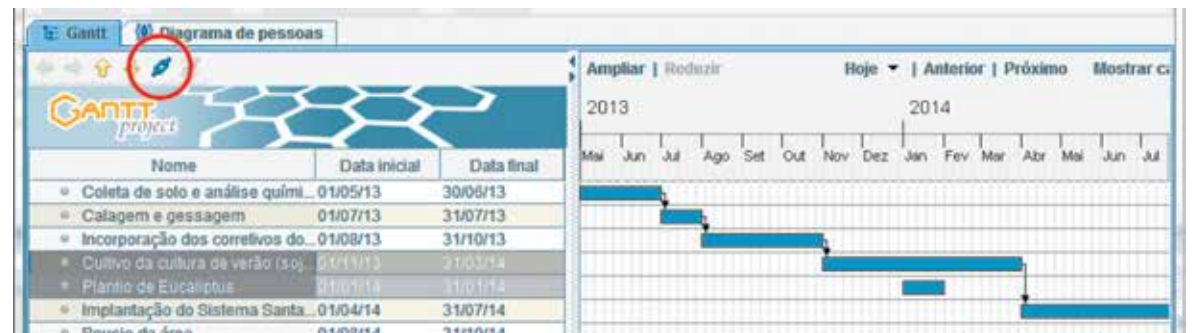 Gantt Diagrama de pessoas
Ampliar | Reduzir Hoje | Anterior | Próximo Mostrar ca
GANTT project
2013 2014
Nome Data inicial Data final
Mai Jun Jul Ago Set Out Nov Dez Jan Fev Mar Abr Mai Jun Jul
Coleta de solo e análise quími... 01/05/13 30/06/13
Calagem e gessagem 01/07/13 31/07/13
Incorporação dos corretivos do... 01/08/13 31/10/13
Cultivo da cultura de verão (soj... 01/11/13 31/03/14
Plantio de Eucaliptus 01/01/14 31/01/14
Implantação do Sistema Santa... 01/04/14 31/07/14